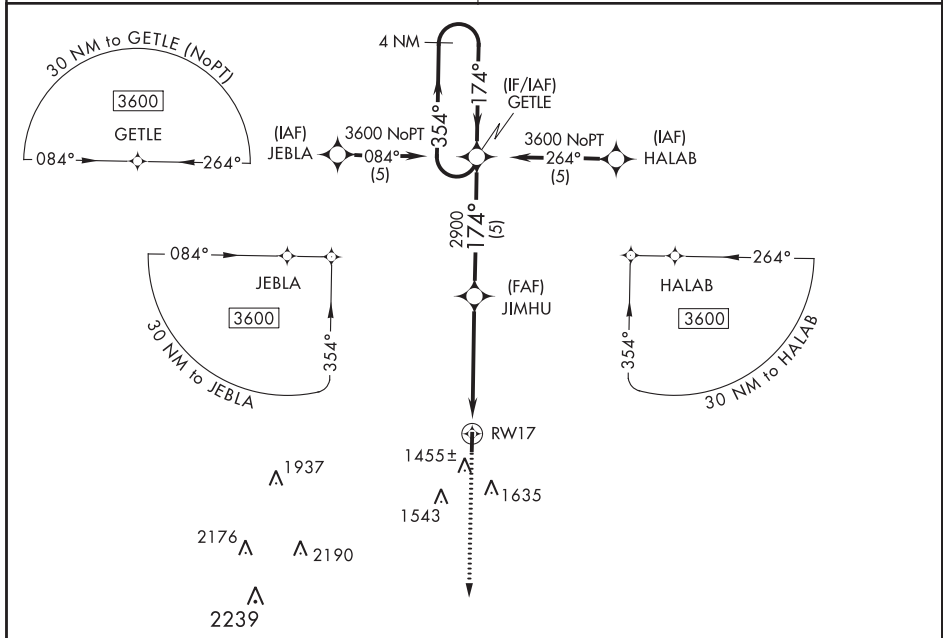 30 NM to GETLE (NoPT)
3600
GETLE
084°
264°
4 NM
354°
174°
(IF/IAF)
GETLE
(IAF)
JEBLA
3600 NoPT
084°
(5)
3600 NoPT
264°
(5)
(IAF)
HALAB
2900
174°
(5)
(FAF)
JIMHU
084°
JEBLA
3600
354°
30 NM to JEBLA
264°
HALAB
3600
354°
30 NM to HALAB
RW17
1455±
1937
1543
1635
2176
2190
2239